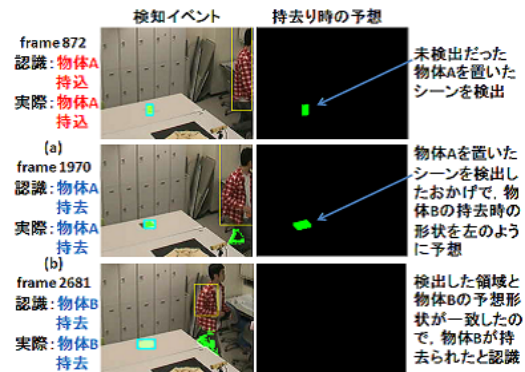 検知イベント
持去り時の予想
frame 872
認識：物体A
持込
実際：物体A
持込
未検出だった
物体Aを置いた
シーンを検出
(a)
frame 1970
認識：物体A
持去
実際：物体A
持去
物体Aを置いた
シーンを検出し
たおかげで，物
体Bの持去時の
形状を左のよう
に予想
(b)
frame 2681
認識：物体B
持去
実際：物体B
持去
検出した領域と
物体Bの予想形
状が一致したの
で，物体Bが持
去られたと認識